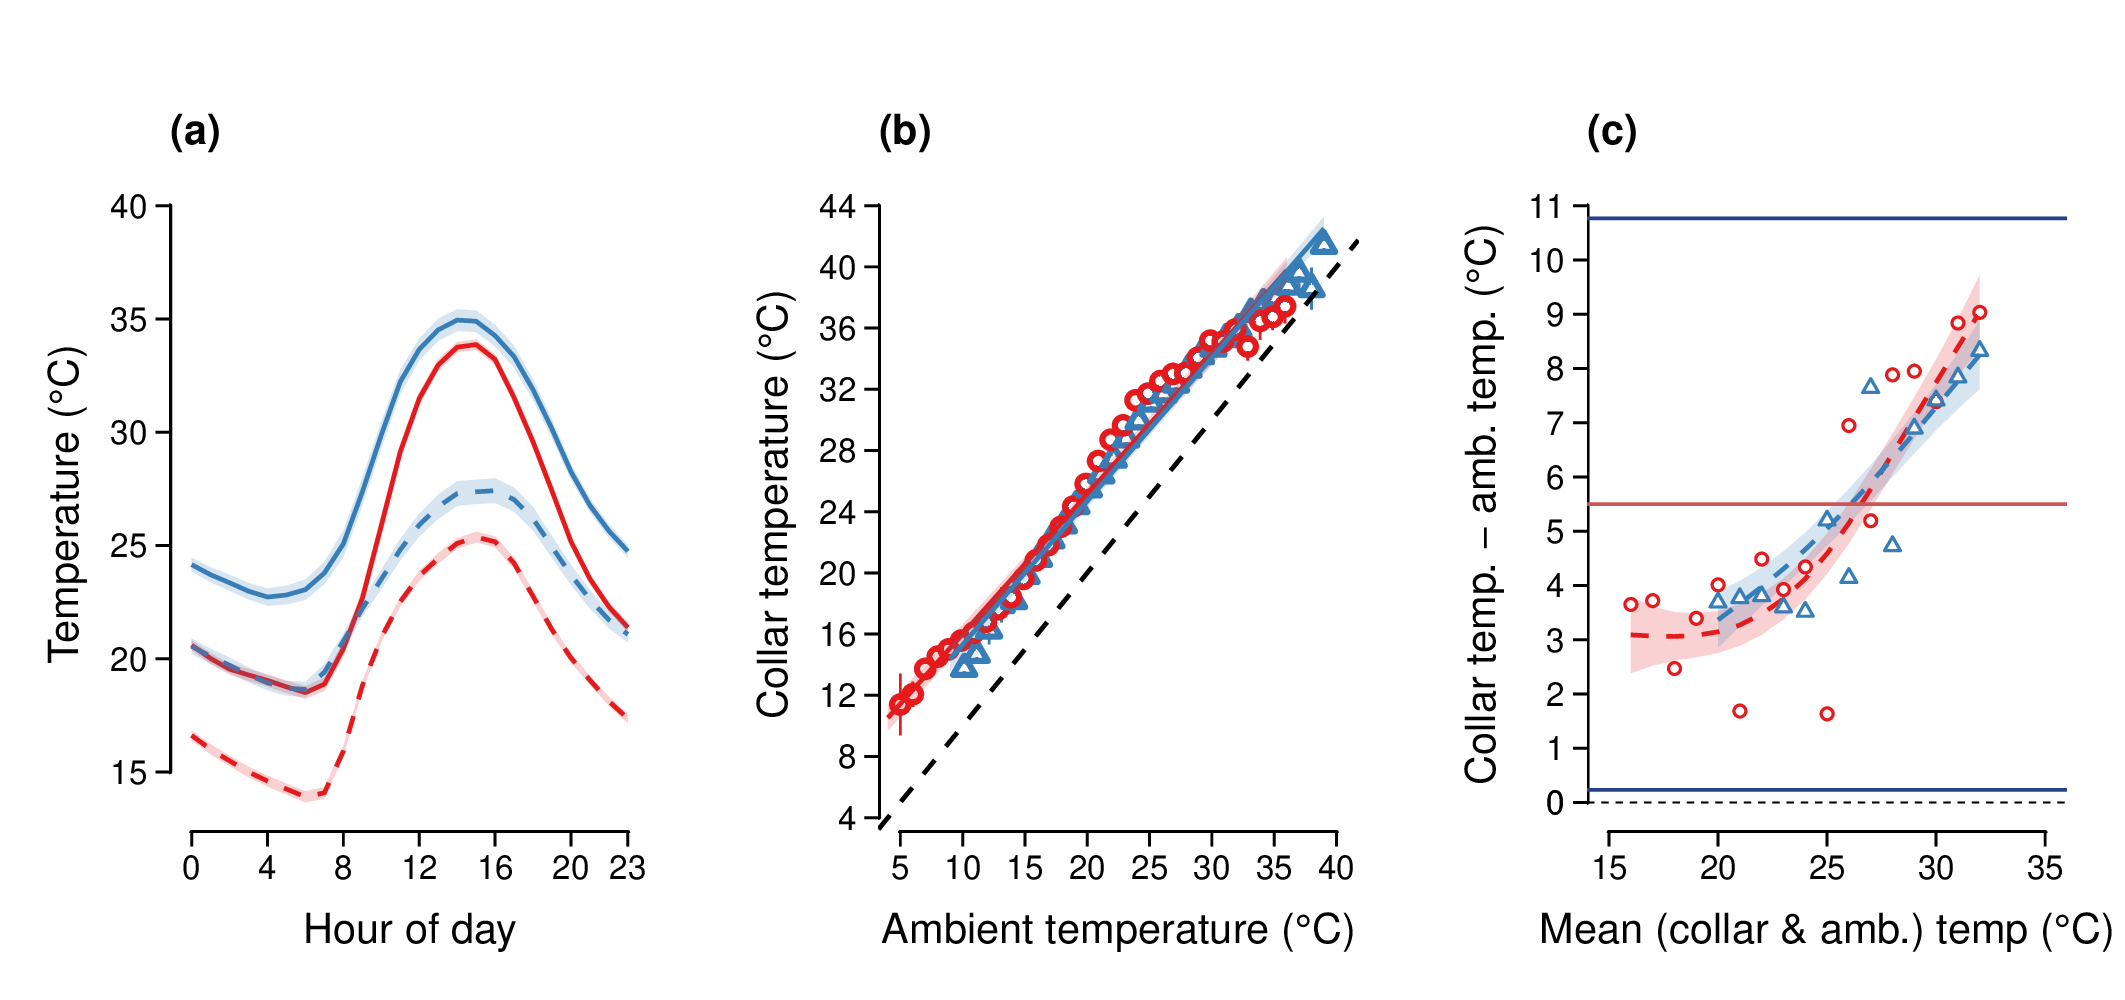 (a)
(b)
(c)
Temperature (°C)
40
35
30
25
20
15
0 4 8 12 16 20 23
Hour of day
Collar temperature (°C)
44
40
36
32
28
24
20
16
12
8
4
5 10 15 20 25 30 35 40
Ambient temperature (°C)
Collar temp. – amb. temp. (°C)
11
10
9
8
7
6
5
4
3
2
1
0
15 20 25 30 35
Mean (collar & amb.) temp (°C)